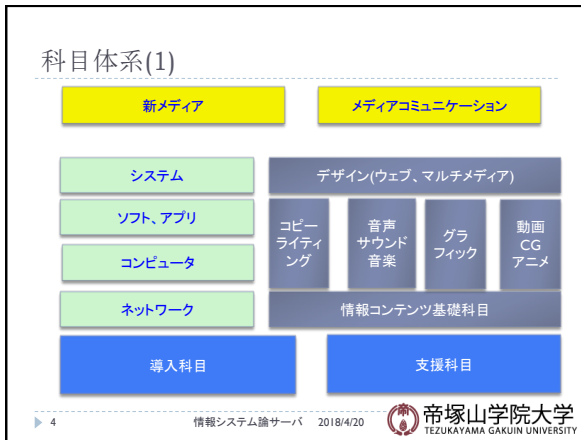 科目体系(1)
新メディア
メディアコミュニケーション
システム
デザイン(ウェブ、マルチメディア)
ソフト、アプリ
コンピュータ
コピー
ライティ
ング
音声
サウンド
音楽
グラ
フィック
動画
CG
アニメ
ネットワーク
情報コンテンツ基礎科目
導入科目
支援科目
4
情報システム論サーバ
2018/4/20
帝塚山学院大学
TEZUKAYAMA GAKUIN UNIVERSITY